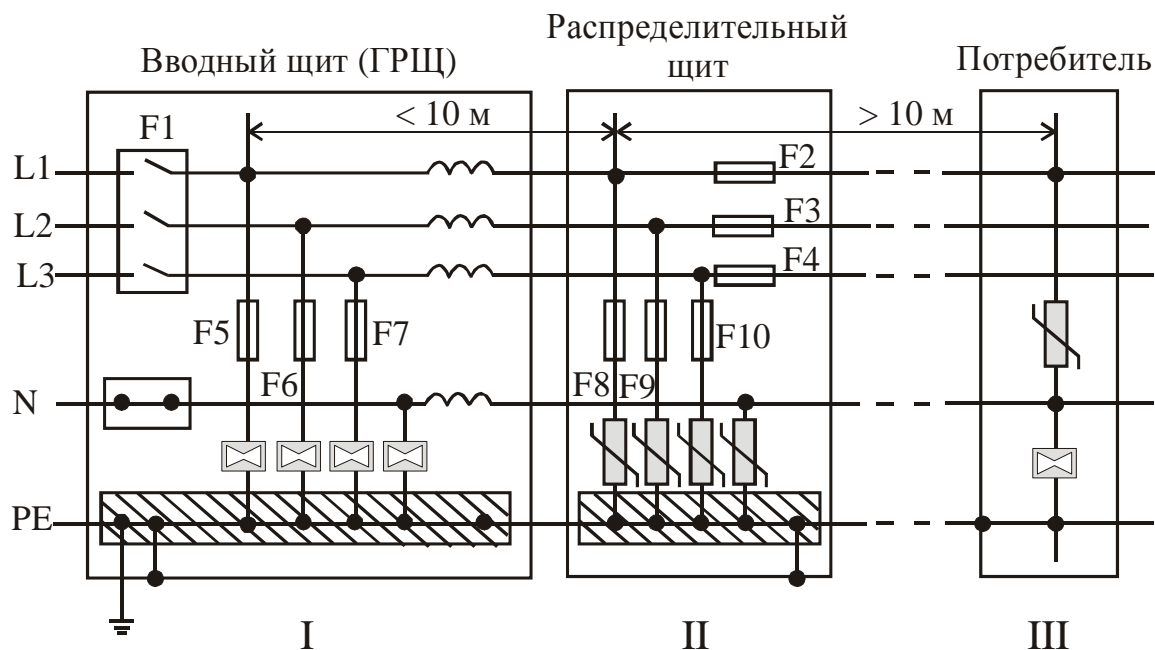 Распределительный
щит
Вводный щит (ГРЩ)
Потребитель
F1
< 10 м
> 10 м
L1
F2
L2
F3
L3
F4
F5
F7
F10
F6
F8
F9
N
PE
I
II
III